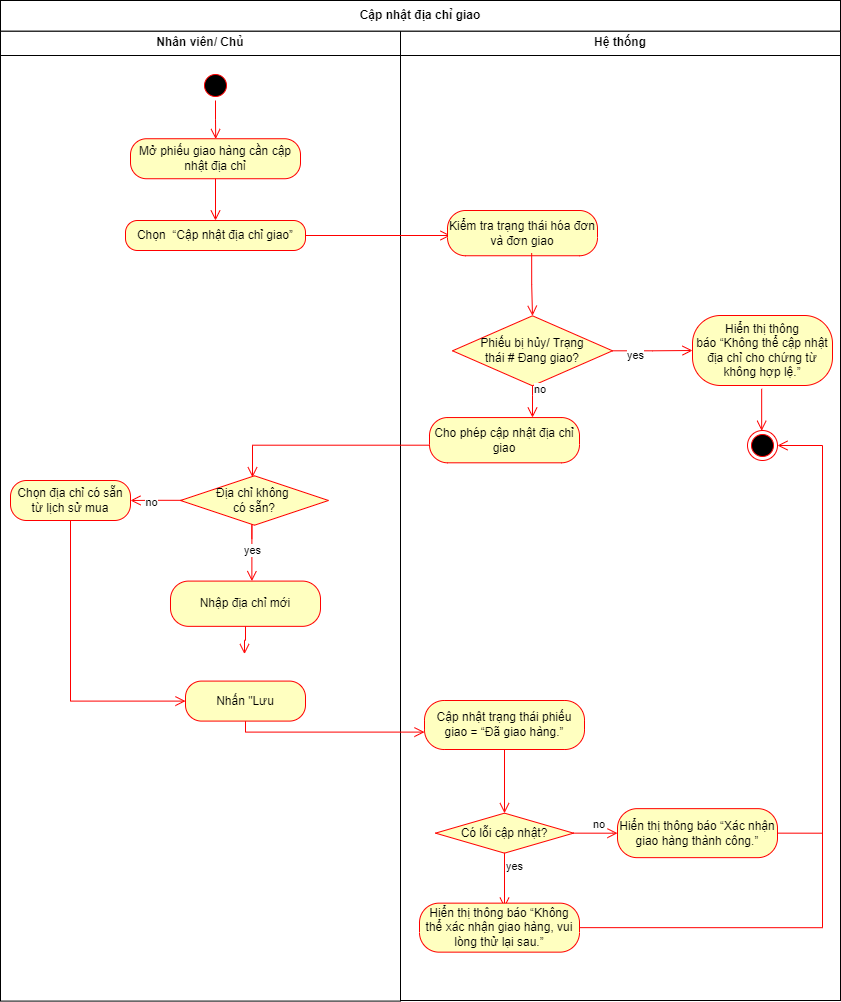 Cập nhật địa chỉ giao
Nhân viên/ Chủ
Hệ thống
Mở phiếu giao hàng cần cập
nhật địa chỉ
Chọn “Cập nhật địa chỉ giao”
Kiểm tra trạng thái hóa đơn
và đơn giao
Phiếu bị hủy/ Trạng
thái # Đang giao?
yes
Hiển thị thông
báo “Không thể cập nhật
địa chỉ cho chứng từ
không hợp lệ.”
no
Cho phép cập nhật địa chỉ
giao
Địa chỉ không
có sẵn?
no
Chọn địa chỉ có sẵn
từ lịch sử mua
yes
Nhập địa chỉ mới
Nhấn "Lưu
Cập nhật trạng thái phiếu
giao = “Đã giao hàng.”
Có lỗi cập nhật?
no
Hiển thị thông báo “Xác nhận
giao hàng thành công.”
yes
Hiển thị thông báo “Không
thể xác nhận giao hàng, vui
lòng thử lại sau.”